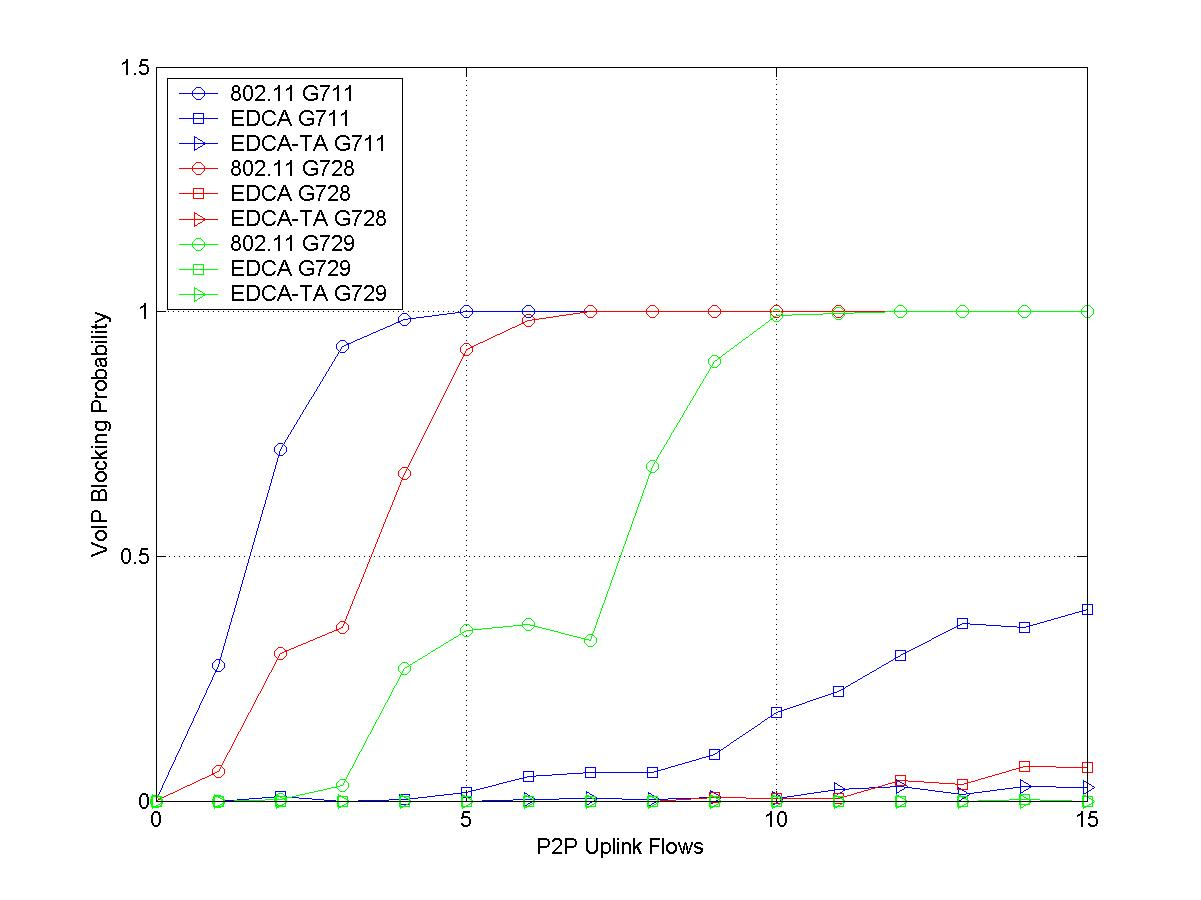 1.5
802.11 G711
EDCA G711
EDCA-TA G711
802.11 G728
EDCA G728
EDCA-TA G728
802.11 G729
EDCA G729
EDCA-TA G729
1
VoIP Blocking Probability
0.5
0
0 5 10 15
P2P Uplink Flows